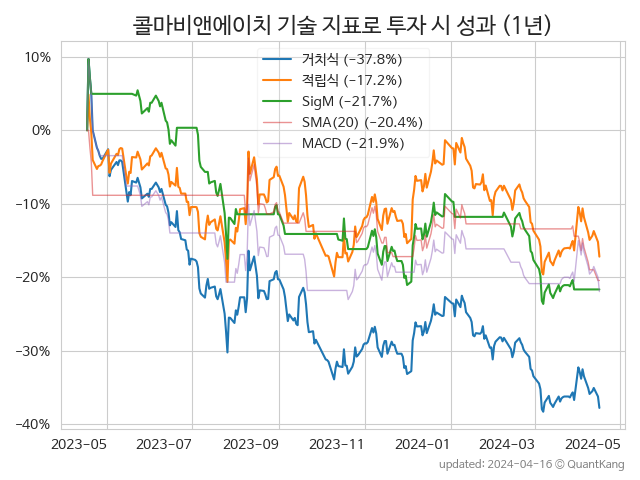 콜마비앤에이치 기술 지표로 투자 시 성과 (1년)
거치식 (−37.8%)
적립식 (−17.2%)
SigM (−21.7%)
SMA(20) (−20.4%)
MACD (−21.9%)
10%
0%
−10%
−20%
−30%
−40%
2023-05 2023-07 2023-09 2023-11 2024-01 2024-03 2024-05
updated: 2024-04-16 © QuantKang